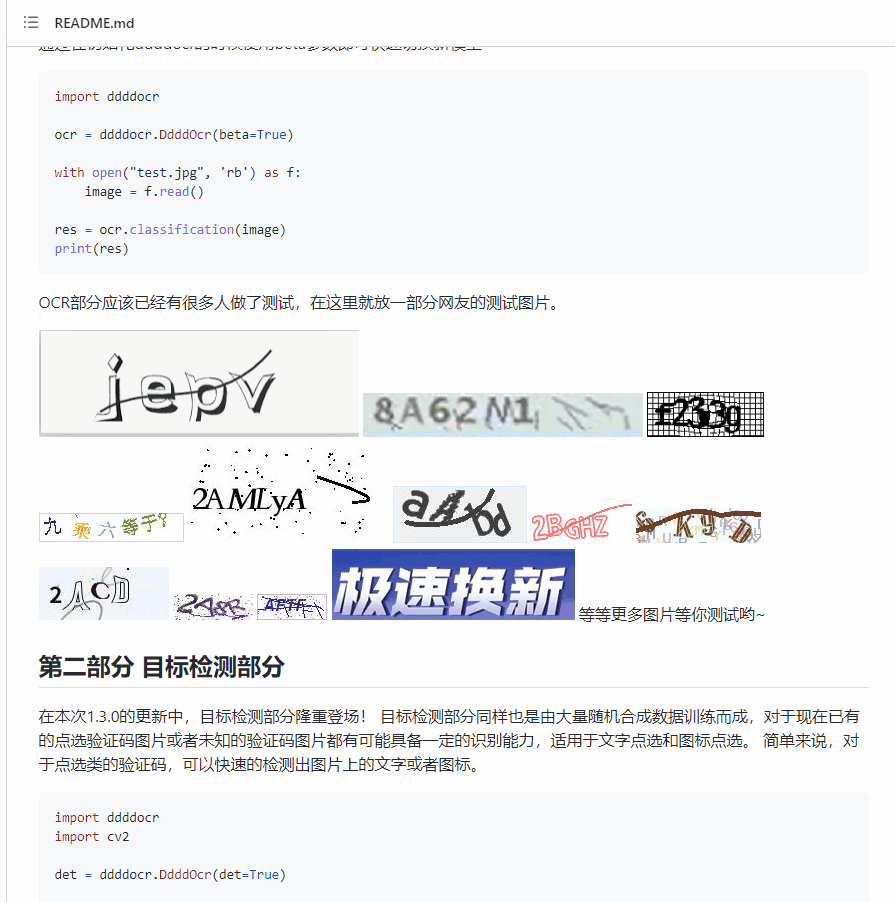 README.md
import ddddocr
ocr = ddddocr.DdddOcr(beta=True)
with open("test.jpg", 'rb') as f:
    image = f.read()
res = ocr.classification(image)
print(res)
OCR部分应该已经有很多人做了测试，在这里就放一部分网友的测试图片。
jepv 8A62N1 f233g
九乘六等于? 2AMLyA aAbd 2BGHZ KYD
2ACD 248R AFTF 极速换新 等等更多图片等你测试哟~
第二部分 目标检测部分
在本次1.3.0的更新中，目标检测部分隆重登场！ 目标检测部分同样也是由大量随机合成数据训练而成，对于现在已有
的点选验证码图片或者未知的验证码图片都有可能具备一定的识别能力，适用于文字点选和图标点选。 简单来说，对
于点选类的验证码，可以快速的检测出图片上的文字或者图标。
import ddddocr
import cv2
det = ddddocr.DdddOcr(det=True)